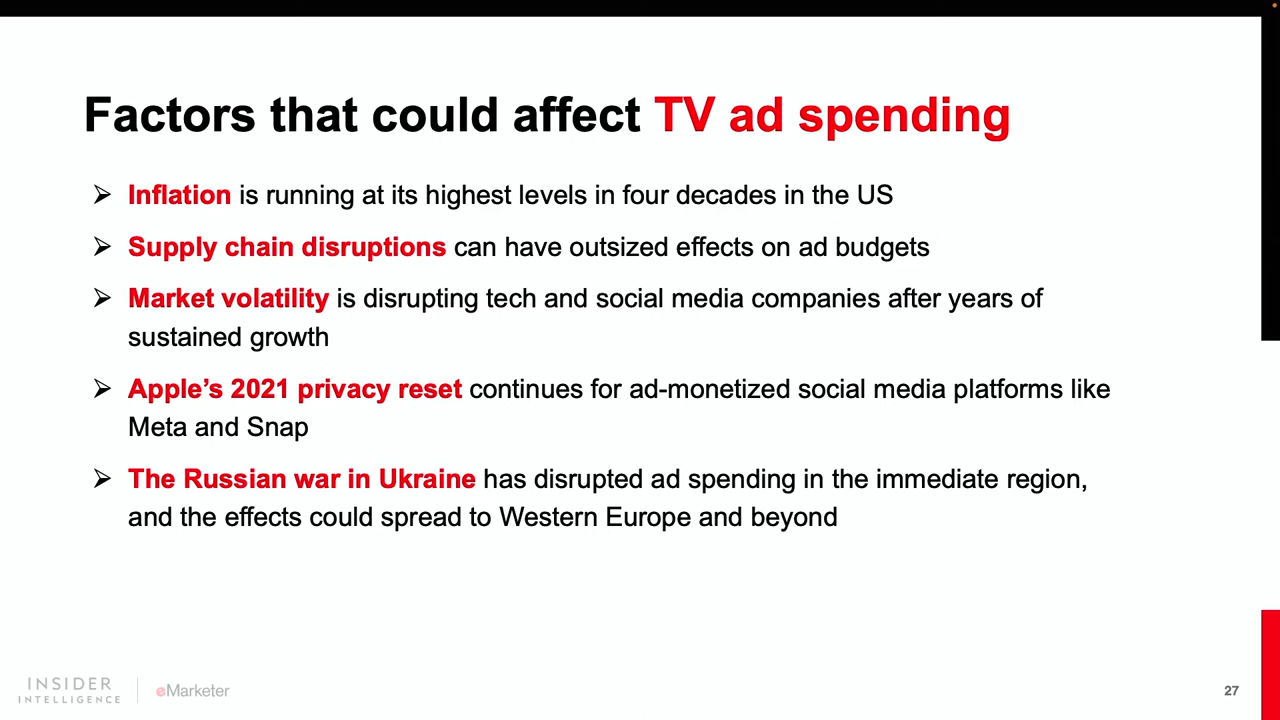 Factors that could affect TV ad spending
➢ Inflation is running at its highest levels in four decades in the US
➢ Supply chain disruptions can have outsized effects on ad budgets
➢ Market volatility is disrupting tech and social media companies after years of
sustained growth
➢ Apple’s 2021 privacy reset continues for ad-monetized social media platforms like
Meta and Snap
➢ The Russian war in Ukraine has disrupted ad spending in the immediate region,
and the effects could spread to Western Europe and beyond
INSIDER
INTELLIGENCE
eMarketer
27